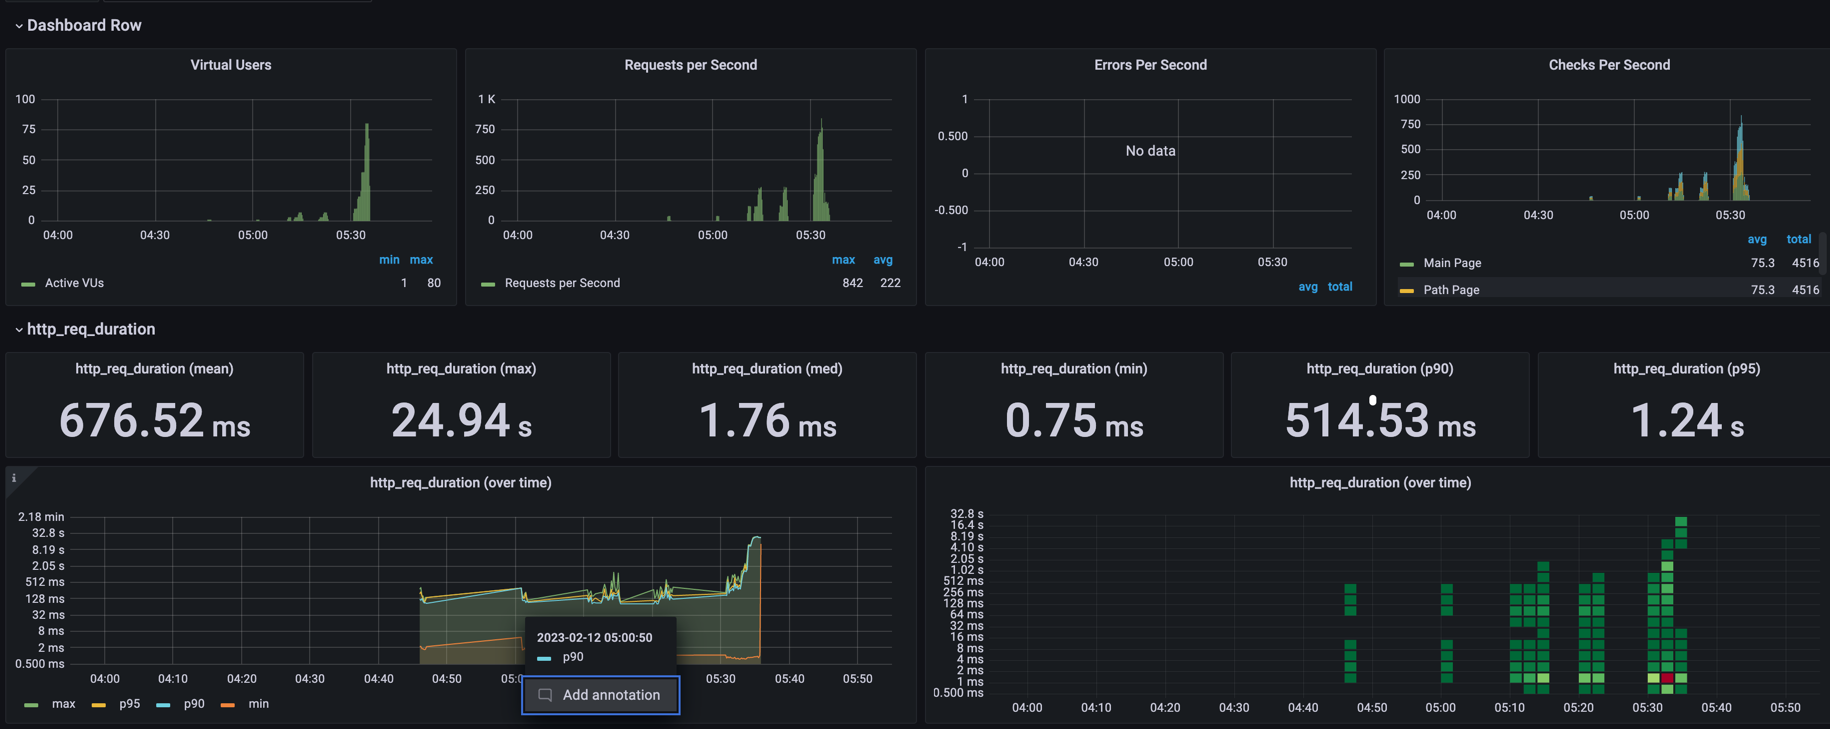 Dashboard Row
Virtual Users
100
75
50
25
0
04:00 04:30 05:00 05:30
min max
Active VUs 1 80
Requests per Second
1 K
750
500
250
0
04:00 04:30 05:00 05:30
max avg
Requests per Second 842 222
Errors Per Second
1
0.500
0
-0.500
-1
No data
04:00 04:30 05:00 05:30
avg total
Checks Per Second
1000
750
500
250
0
04:00 04:30 05:00 05:30
avg total
Main Page 75.3 4516
Path Page 75.3 4516
http_req_duration
http_req_duration (mean)
676.52 ms
http_req_duration (max)
24.94 s
http_req_duration (med)
1.76 ms
http_req_duration (min)
0.75 ms
http_req_duration (p90)
514.53 ms
http_req_duration (p95)
1.24 s
i
http_req_duration (over time)
2.18 min
32.8 s
8.19 s
2.05 s
512 ms
128 ms
32 ms
8 ms
2 ms
0.500 ms
04:00 04:10 04:20 04:30 04:40 04:50 05:0 05:30 05:40 05:50
2023-02-12 05:00:50
p90
Add annotation
max p95 p90 min
http_req_duration (over time)
32.8 s
16.4 s
8.19 s
4.10 s
2.05 s
1.02 s
512 ms
256 ms
128 ms
64 ms
32 ms
16 ms
8 ms
4 ms
2 ms
1 ms
0.500 ms
04:00 04:10 04:20 04:30 04:40 04:50 05:00 05:10 05:20 05:30 05:40 05:50